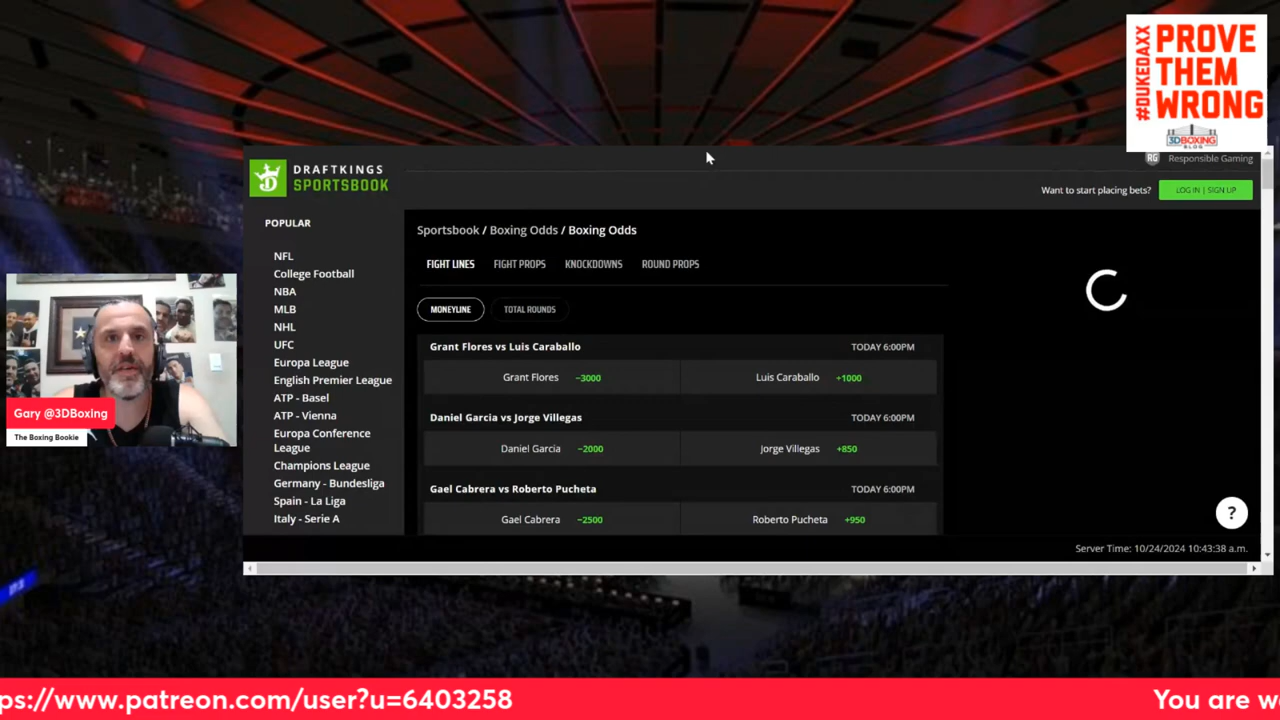 #DUKEDAXX
PROVE
THEM
WRONG
3DBOXING
BLOG
DRAFTKINGS
SPORTSBOOK
RG Responsible Gaming
Want to start placing bets? LOG IN | SIGN UP
POPULAR
NFL
College Football
NBA
MLB
NHL
UFC
Europa League
English Premier League
ATP - Basel
ATP - Vienna
Europa Conference
League
Champions League
Germany - Bundesliga
Spain - La Liga
Italy - Serie A
Sportsbook / Boxing Odds / Boxing Odds
FIGHT LINES FIGHT PROPS KNOCKDOWNS ROUND PROPS
MONEYLINE TOTAL ROUNDS
Grant Flores vs Luis Caraballo TODAY 6:00PM
Grant Flores −3000 Luis Caraballo +1000
Daniel Garcia vs Jorge Villegas TODAY 6:00PM
Daniel Garcia −2000 Jorge Villegas +850
Gael Cabrera vs Roberto Pucheta TODAY 6:00PM
Gael Cabrera −2500 Roberto Pucheta +950
?
Server Time: 10/24/2024 10:43:38 a.m.
Gary @3DBoxing
The Boxing Bookie
ps://www.patreon.com/user?u=6403258 You are w